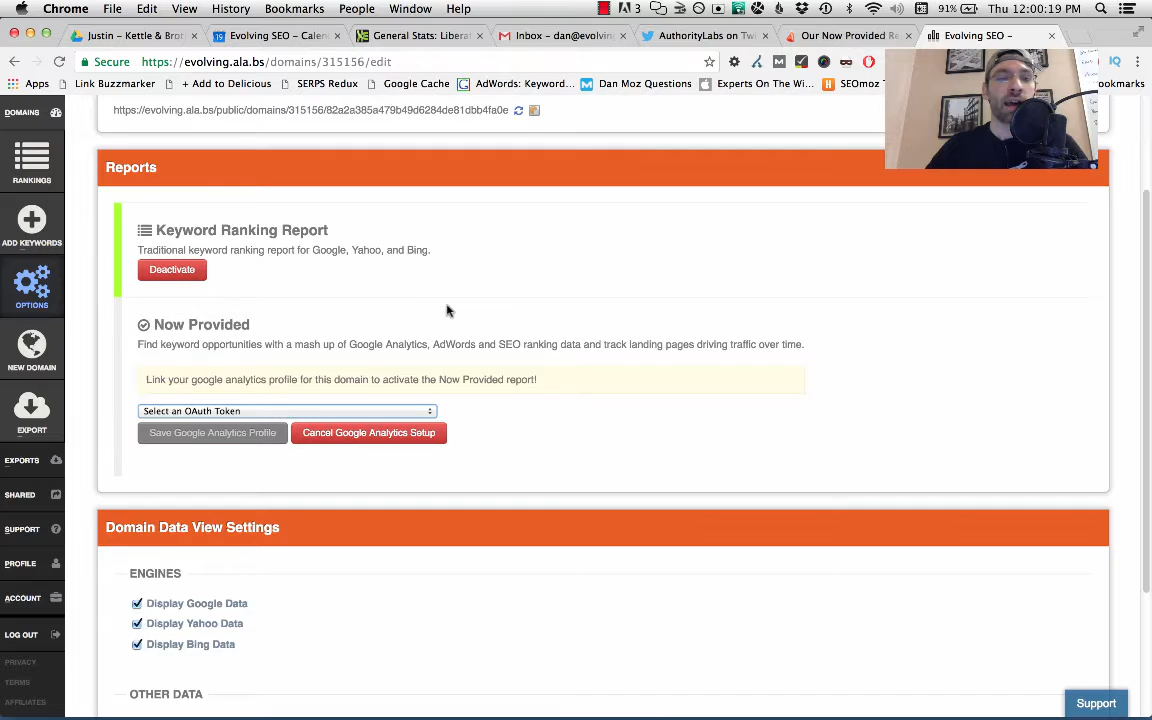 Chrome File Edit View History Bookmarks People Window Help
3 91% Thu 12:00:19 PM
Justin – Kettle & Brot
Evolving SEO – Calen
General Stats: Liberat
Inbox – dan@evolvin
AuthorityLabs on Twi
Our Now Provided Re
Evolving SEO –
Secure https://evolving.ala.bs/domains/315156/edit
Apps Link Buzzmarker + Add to Delicious SERPS Redux Google Cache AdWords: Keyword... Dan Moz Questions Experts On The Wi... SEOmoz
DOMAINS
RANKINGS
ADD KEYWORDS
OPTIONS
NEW DOMAIN
EXPORT
EXPORTS
SHARED
SUPPORT
PROFILE
ACCOUNT
LOG OUT
PRIVACY
TERMS
AFFILIATES
https://evolving.ala.bs/public/domains/315156/82a2a385a479b49d6284de81dbb4fa0e
Reports
Keyword Ranking Report
Traditional keyword ranking report for Google, Yahoo, and Bing.
Deactivate
Now Provided
Find keyword opportunities with a mash up of Google Analytics, AdWords and SEO ranking data and track landing pages driving traffic over time.
Link your google analytics profile for this domain to activate the Now Provided report!
Select an OAuth Token
Save Google Analytics Profile Cancel Google Analytics Setup
Domain Data View Settings
ENGINES
Display Google Data
Display Yahoo Data
Display Bing Data
OTHER DATA
Support